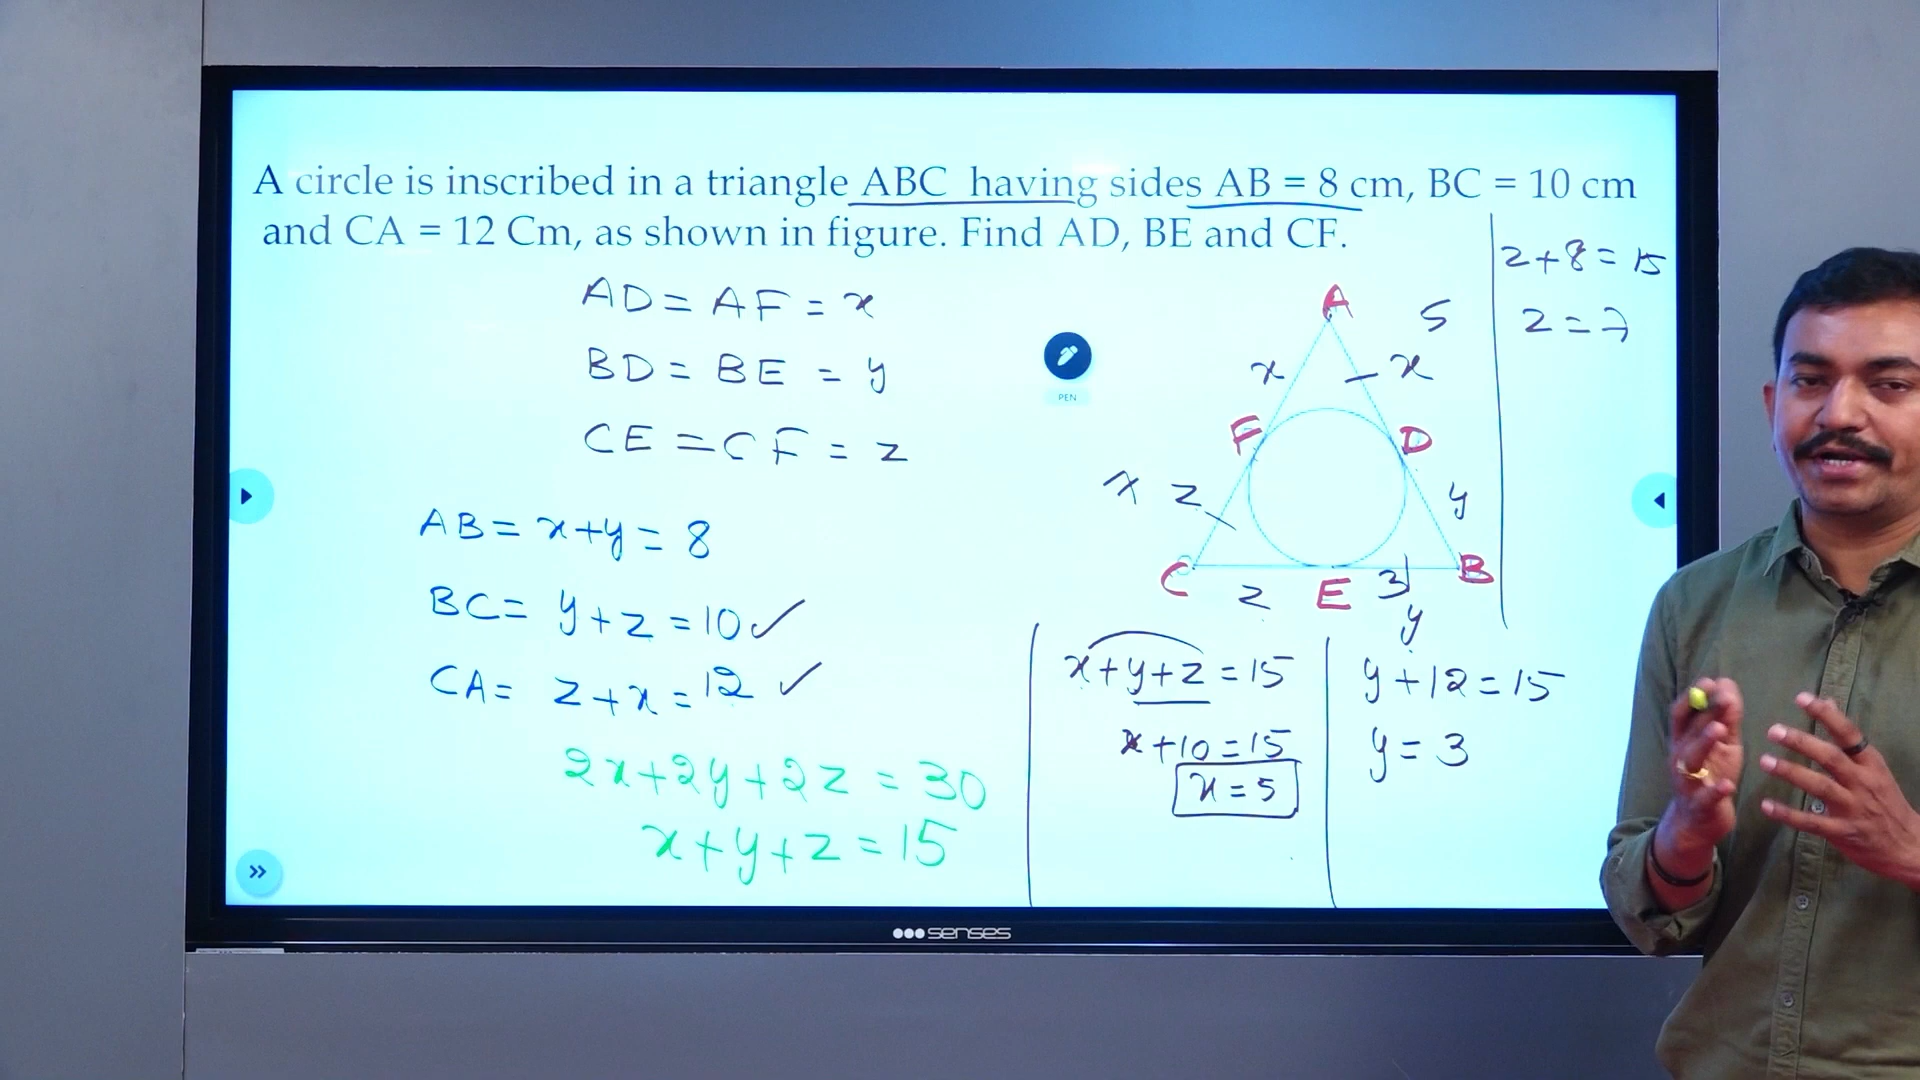 A circle is inscribed in a triangle ABC having sides AB = 8 cm, BC = 10 cm
and CA = 12 Cm, as shown in figure. Find AD, BE and CF.
AD = AF = x
BD = BE = y
CE = CF = z
AB = x+y = 8
BC = y+z = 10 ✓
CA = z+x = 12 ✓
2x+2y+2z = 30
x+y+z = 15
PEN
A
5
x
x
F
D
x z
y
C
z
E
3
B
y
x+y+z = 15
x+10 = 15
x = 5
y+12 = 15
y = 3
z+8 = 15
z = 7
senses